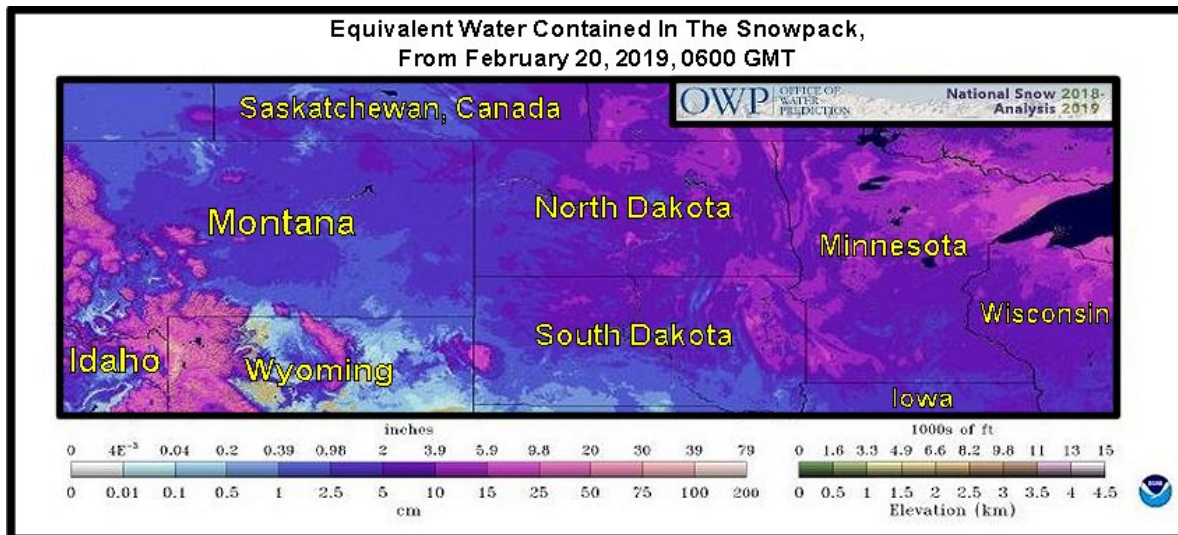 Equivalent Water Contained In The Snowpack,
From February 20, 2019, 0600 GMT
OWP OFFICE OF WATER PREDICTION
National Snow 2018-
Analysis 2019
Saskatchewan, Canada
Montana
North Dakota
Minnesota
Wisconsin
South Dakota
Idaho
Wyoming
Iowa
inches
0 4E⁻³ 0.04 0.2 0.39 0.98 2 3.9 5.9 9.8 20 30 39 79
0 0.01 0.1 0.5 1 2.5 5 10 15 25 50 75 100 200
cm
1000s of ft
0 1.6 3.3 4.9 6.6 8.2 9.8 11 13 15
0 0.5 1 1.5 2 2.5 3 3.5 4 4.5
Elevation (km)